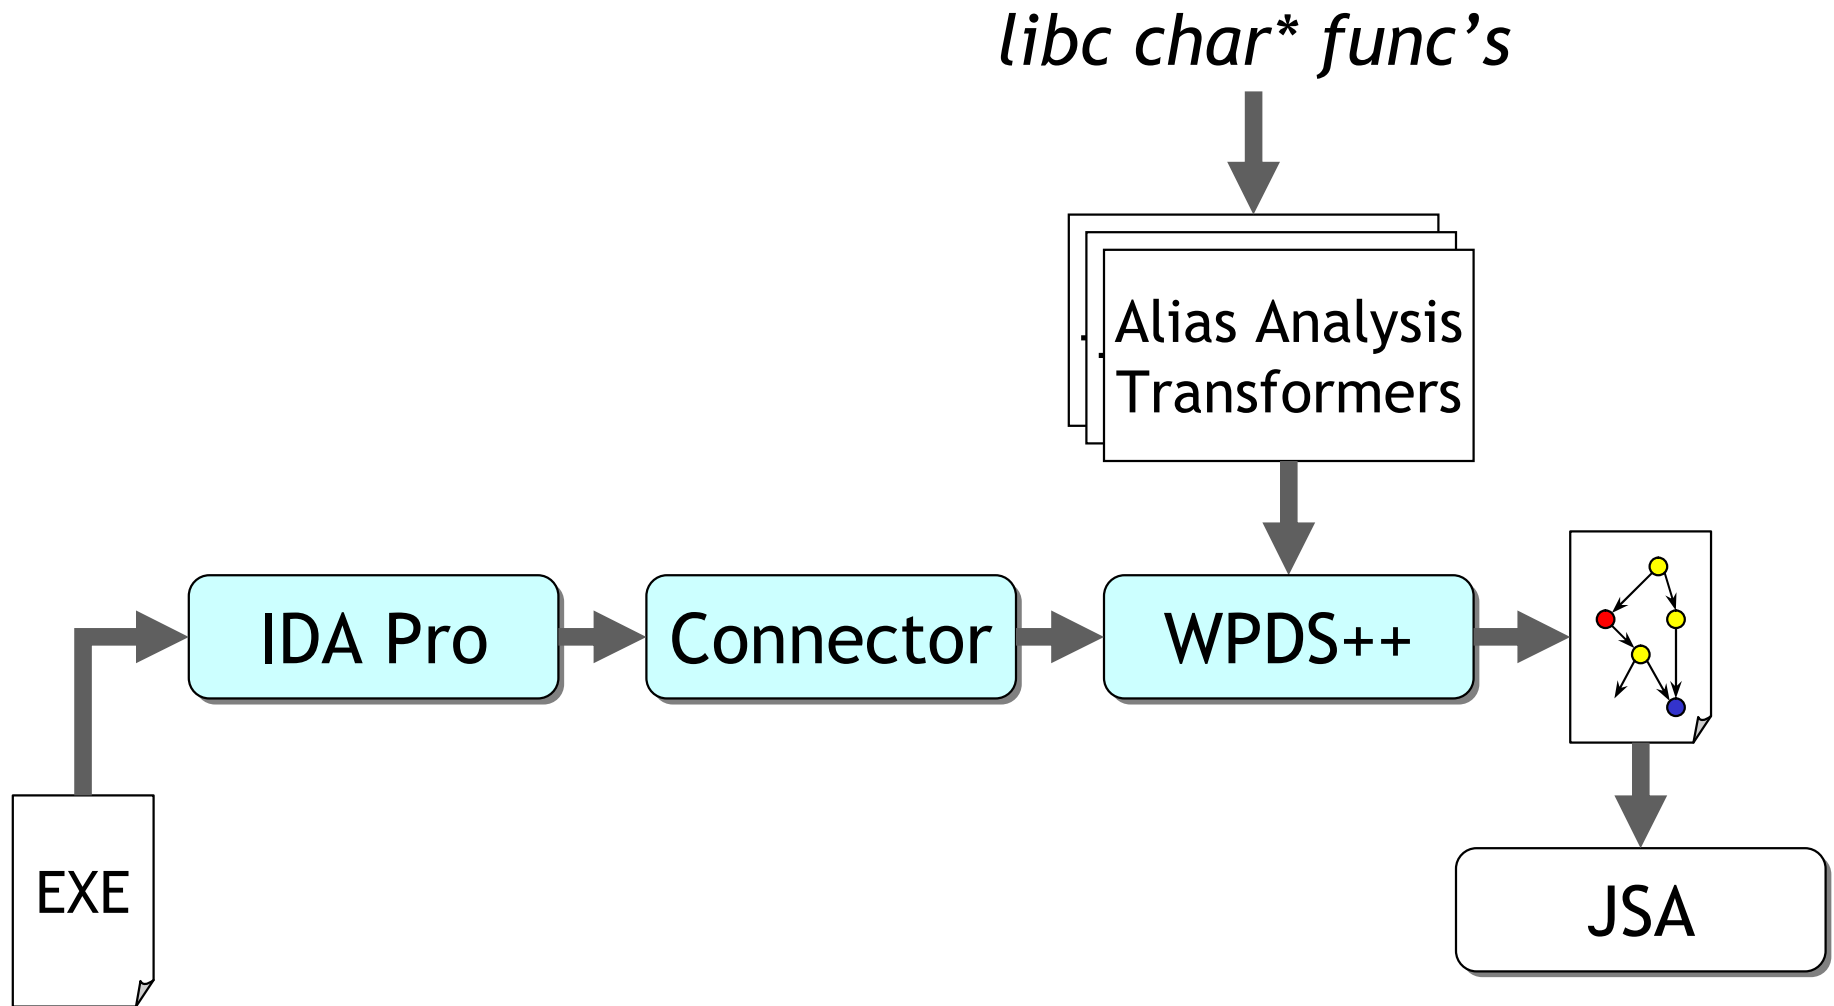 libc char* func’s
Alias Analysis
Transformers
IDA Pro
Connector
WPDS++
EXE
JSA